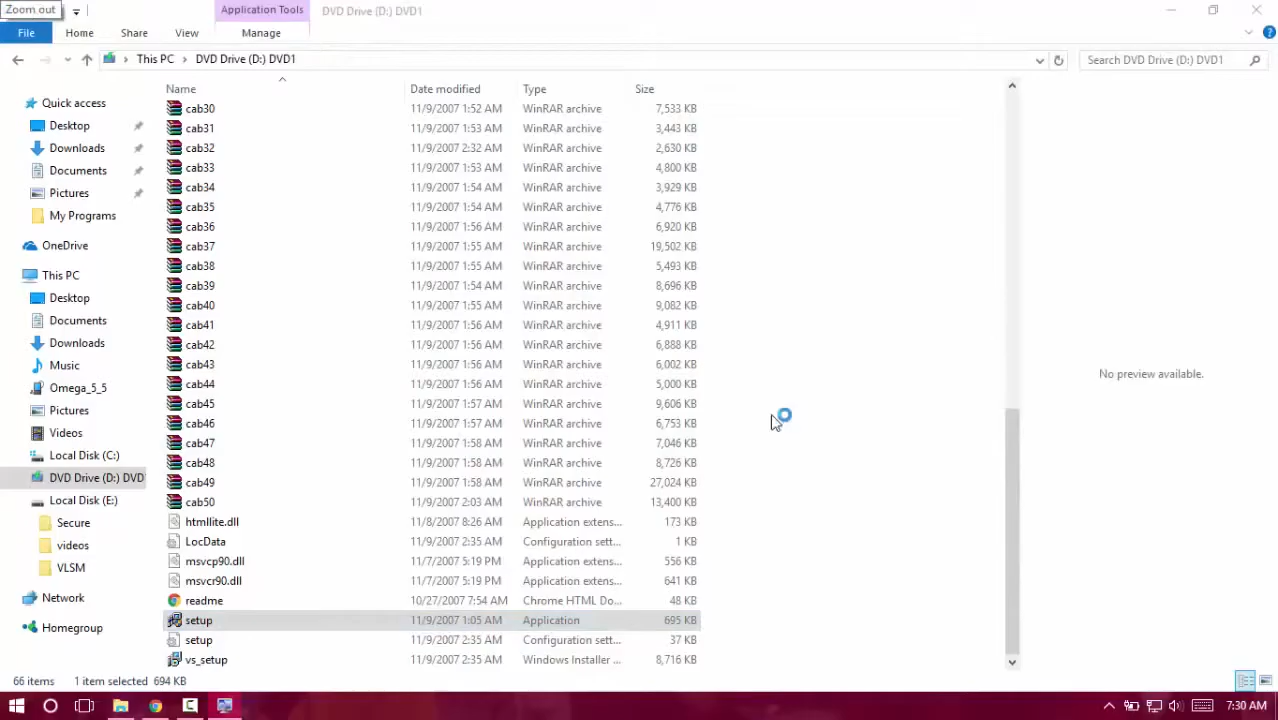 Zoom out
Application Tools
DVD Drive (D:) DVD1
File
Home
Share
View
Manage
This PC
DVD Drive (D:) DVD1
Search DVD Drive (D:) DVD1
Quick access
Desktop
Downloads
Documents
Pictures
My Programs
OneDrive
This PC
Desktop
Documents
Downloads
Music
Omega_5_5
Pictures
Videos
Local Disk (C:)
DVD Drive (D:) DVD
Local Disk (E:)
Secure
videos
VLSM
Network
Homegroup
Name Date modified Type Size
cab30 11/9/2007 1:52 AM WinRAR archive 7,533 KB
cab31 11/9/2007 1:53 AM WinRAR archive 3,443 KB
cab32 11/9/2007 2:32 AM WinRAR archive 2,630 KB
cab33 11/9/2007 1:53 AM WinRAR archive 4,800 KB
cab34 11/9/2007 1:54 AM WinRAR archive 3,929 KB
cab35 11/9/2007 1:54 AM WinRAR archive 4,776 KB
cab36 11/9/2007 1:56 AM WinRAR archive 6,920 KB
cab37 11/9/2007 1:55 AM WinRAR archive 19,502 KB
cab38 11/9/2007 1:55 AM WinRAR archive 5,493 KB
cab39 11/9/2007 1:54 AM WinRAR archive 8,696 KB
cab40 11/9/2007 1:55 AM WinRAR archive 9,082 KB
cab41 11/9/2007 1:56 AM WinRAR archive 4,911 KB
cab42 11/9/2007 1:56 AM WinRAR archive 6,888 KB
cab43 11/9/2007 1:56 AM WinRAR archive 6,002 KB
cab44 11/9/2007 1:56 AM WinRAR archive 5,000 KB
cab45 11/9/2007 1:57 AM WinRAR archive 9,606 KB
cab46 11/9/2007 1:57 AM WinRAR archive 6,753 KB
cab47 11/9/2007 1:58 AM WinRAR archive 7,046 KB
cab48 11/9/2007 1:58 AM WinRAR archive 8,726 KB
cab49 11/9/2007 1:58 AM WinRAR archive 27,024 KB
cab50 11/9/2007 2:03 AM WinRAR archive 13,400 KB
htmllite.dll 11/8/2007 8:26 AM Application extens... 173 KB
LocData 11/9/2007 2:35 AM Configuration sett... 1 KB
msvcp90.dll 11/7/2007 5:19 PM Application extens... 556 KB
msvcr90.dll 11/7/2007 5:19 PM Application extens... 641 KB
readme 10/27/2007 7:54 AM Chrome HTML Do... 48 KB
setup 11/9/2007 1:05 AM Application 695 KB
setup 11/9/2007 2:35 AM Configuration sett... 37 KB
vs_setup 11/9/2007 2:35 AM Windows Installer ... 8,716 KB
No preview available.
66 items 1 item selected 694 KB
7:30 AM